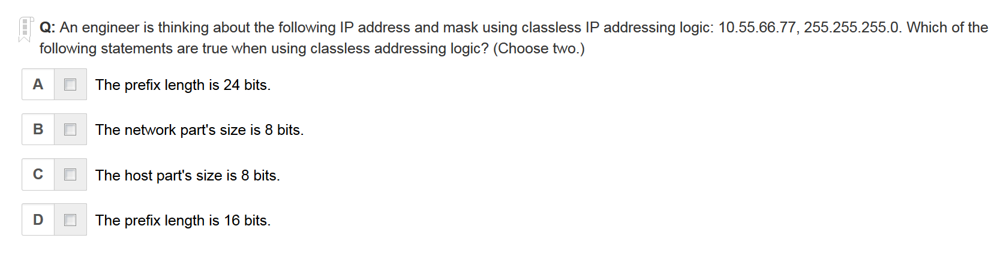 Q: An engineer is thinking about the following IP address and mask using classless IP addressing logic: 10.55.66.77, 255.255.255.0. Which of the
following statements are true when using classless addressing logic? (Choose two.)
A The prefix length is 24 bits.
B The network part's size is 8 bits.
C The host part's size is 8 bits.
D The prefix length is 16 bits.